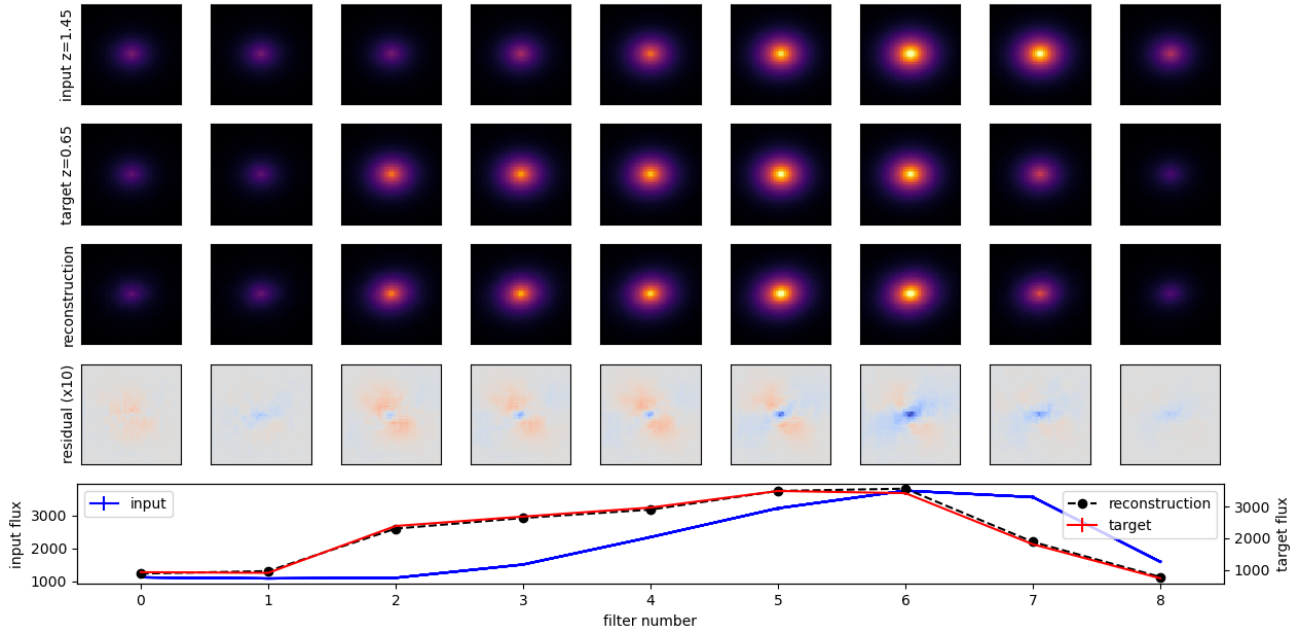 input z=1.45
target z=0.65
reconstruction
residual (x10)
input
reconstruction
target
input flux
3000
2000
1000
target flux
3000
2000
1000
0 1 2 3 4 5 6 7 8
filter number